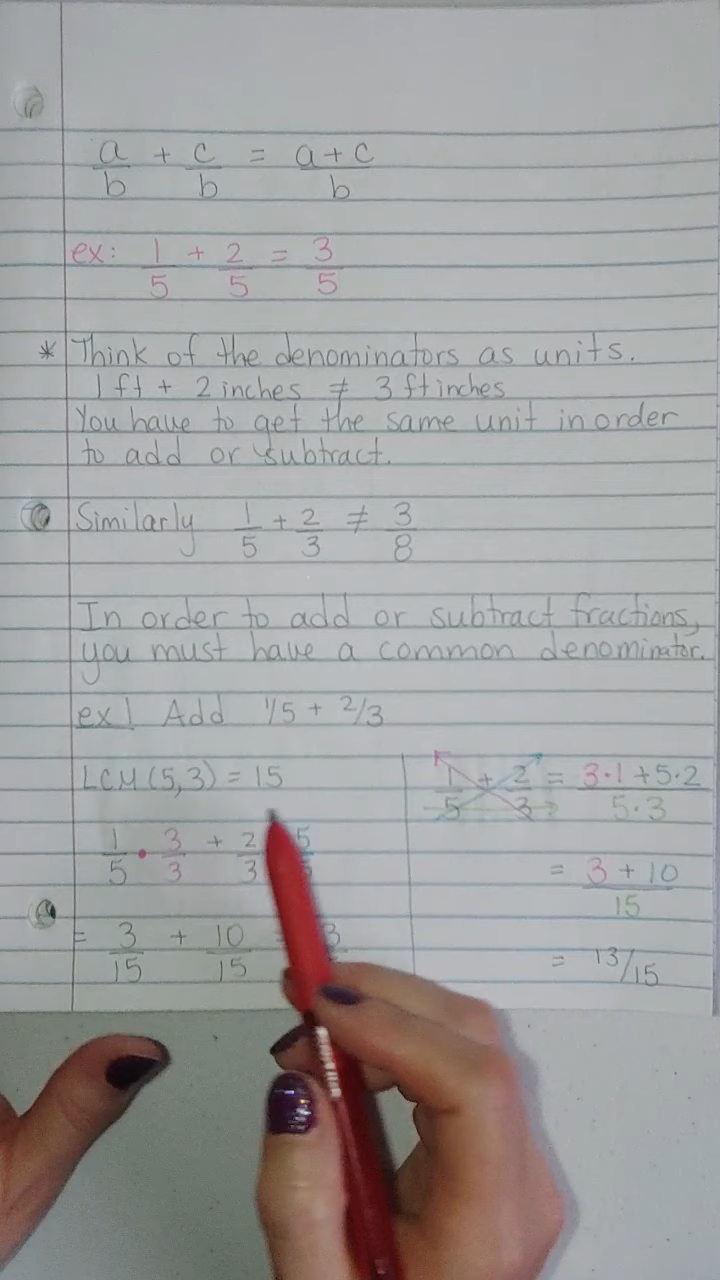 a/b + c/b = a+c/b
ex: 1/5 + 2/5 = 3/5
* Think of the denominators as units.
1 ft + 2 inches ≠ 3 ft inches
You have to get the same unit in order
to add or subtract.
Similarly 1/5 + 2/3 ≠ 3/8
In order to add or subtract fractions,
you must have a common denominator.
ex 1 Add 1/5 + 2/3
LCM (5,3) = 15
1/5 • 3/3 + 2/3 5
= 3/15 + 10/15 = 3
1/5 + 2/3 = 3·1 + 5·2/5·3
= 3 + 10/15
= 13/15